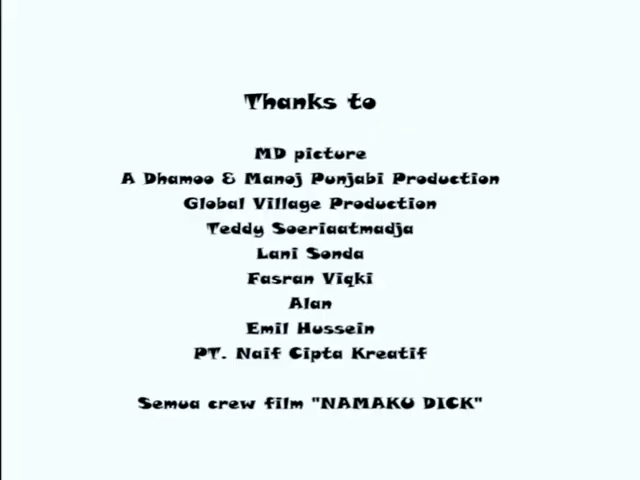 Thanks to
MD picture
A Dhamoo & Manoj Punjabi Production
Global Village Production
Teddy Soeriaatmadja
Lani Sonda
Fasran Viqki
Alan
Emil Hussein
PT. Naif Cipta Kreatif
Semua crew film "NAMAKU DICK"